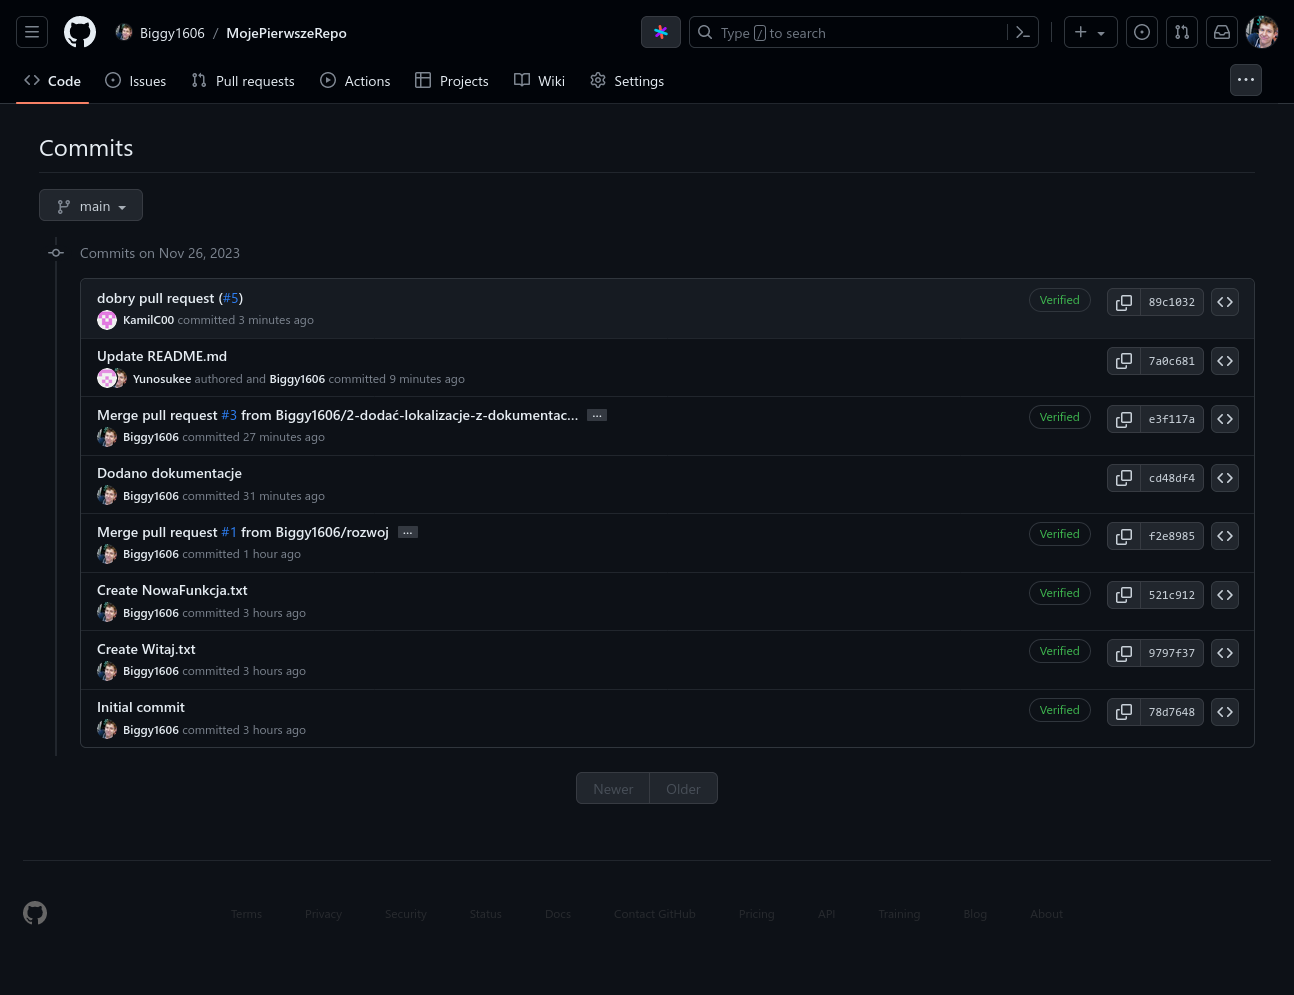 Biggy1606 / MojePierwszeRepo
Type / to search
Code Issues Pull requests Actions Projects Wiki Settings
Commits
main
Commits on Nov 26, 2023
dobry pull request (#5)
Verified
89c1032
KamilC00 committed 3 minutes ago
Update README.md
7a0c681
Yunosukee authored and Biggy1606 committed 9 minutes ago
Merge pull request #3 from Biggy1606/2-dodać-lokalizacje-z-dokumentac... ...
Verified
e3f117a
Biggy1606 committed 27 minutes ago
Dodano dokumentacje
cd48df4
Biggy1606 committed 31 minutes ago
Merge pull request #1 from Biggy1606/rozwoj ...
Verified
f2e8985
Biggy1606 committed 1 hour ago
Create NowaFunkcja.txt
Verified
521c912
Biggy1606 committed 3 hours ago
Create Witaj.txt
Verified
9797f37
Biggy1606 committed 3 hours ago
Initial commit
Verified
78d7648
Biggy1606 committed 3 hours ago
Newer Older
Terms Privacy Security Status Docs Contact GitHub Pricing API Training Blog About